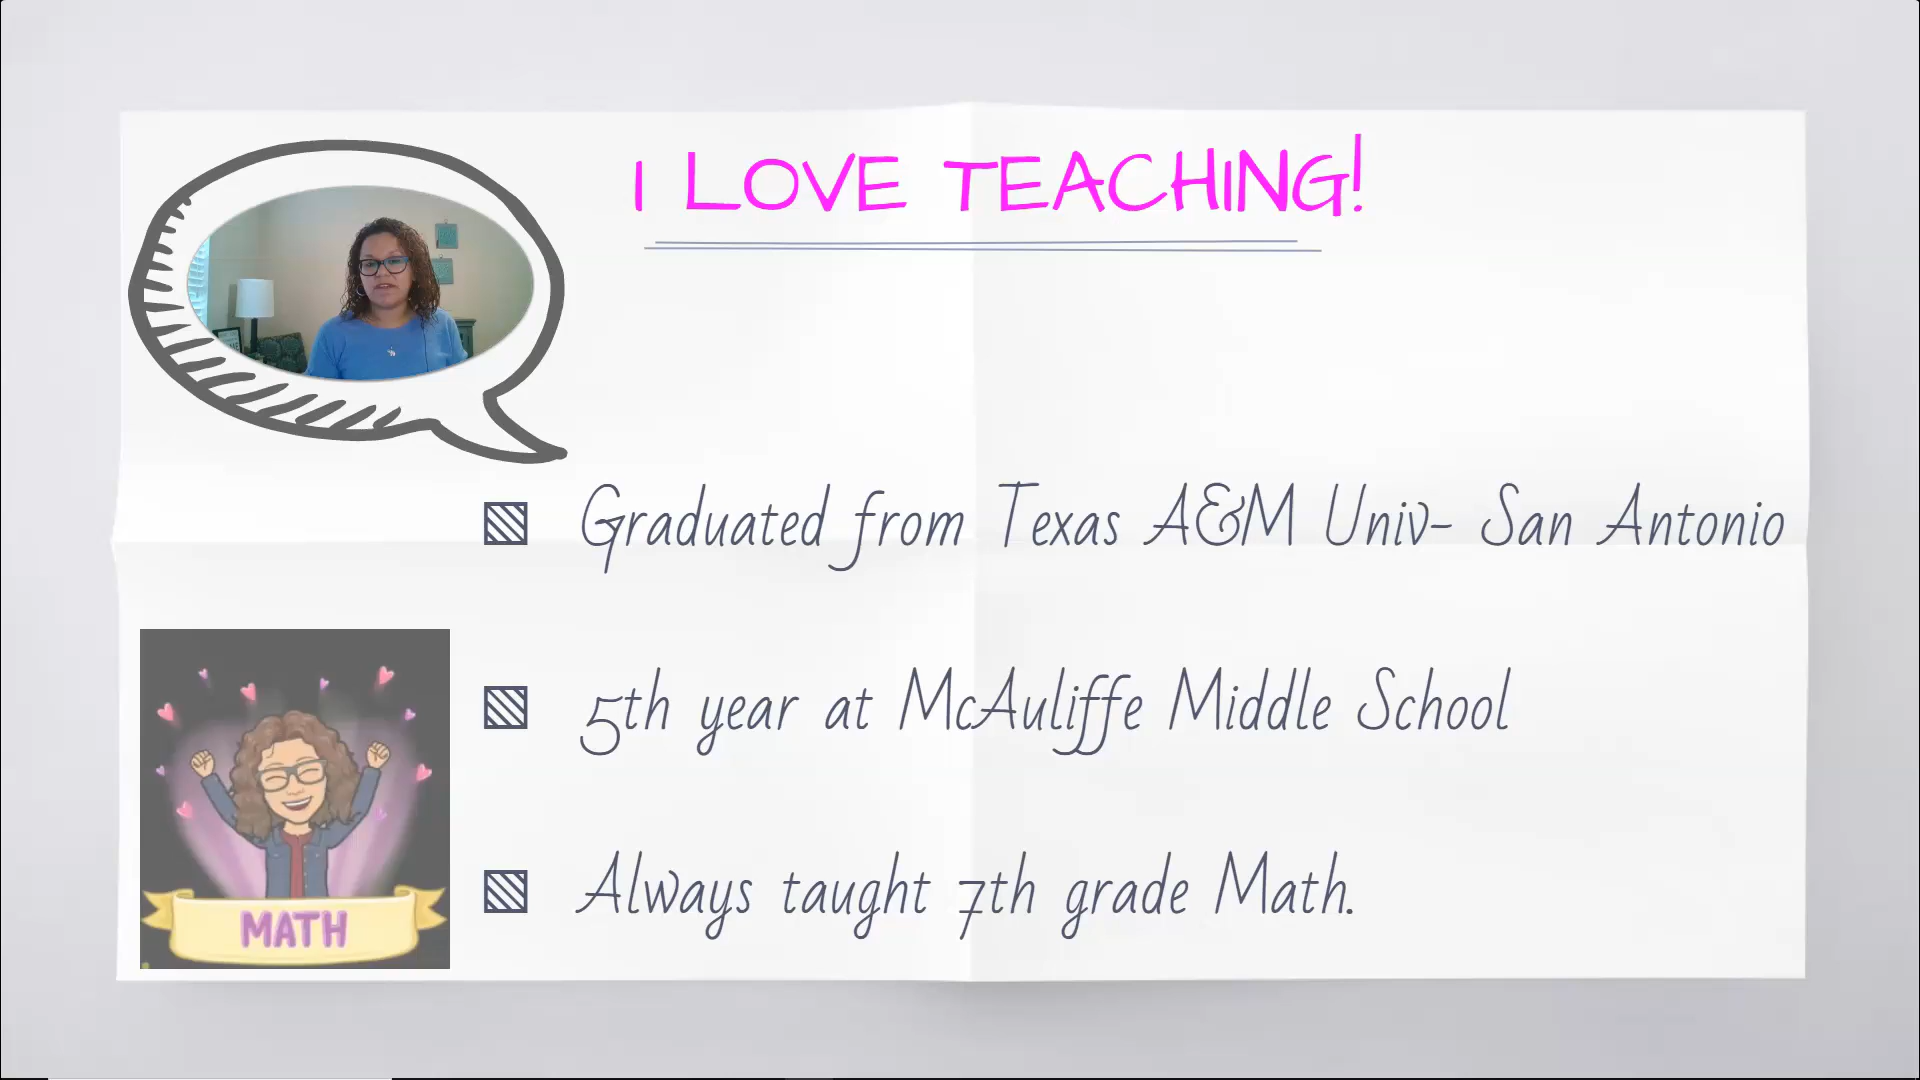 I LOVE TEACHING!
Graduated from Texas A&M Univ- San Antonio
5th year at McAuliffe Middle School
Always taught 7th grade Math.
MATH